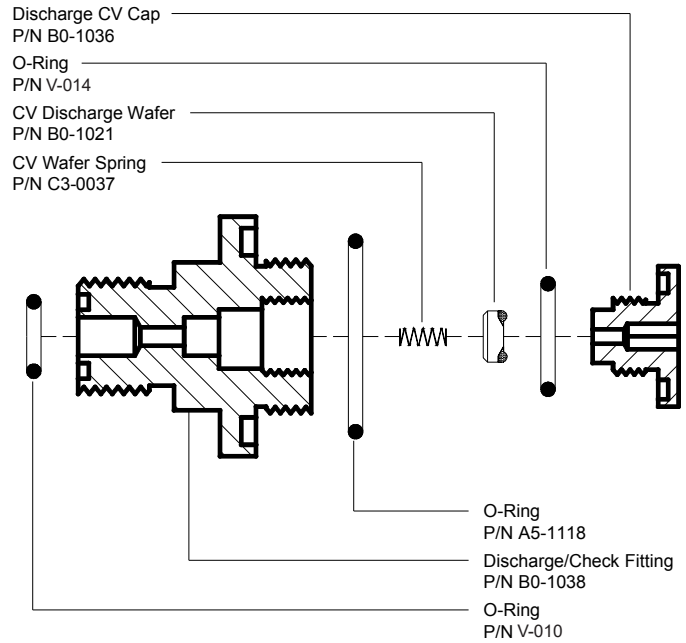 Discharge CV Cap
P/N B0-1036
O-Ring
P/N V-014
CV Discharge Wafer
P/N B0-1021
CV Wafer Spring
P/N C3-0037
O-Ring
P/N A5-1118
Discharge/Check Fitting
P/N B0-1038
O-Ring
P/N V-010